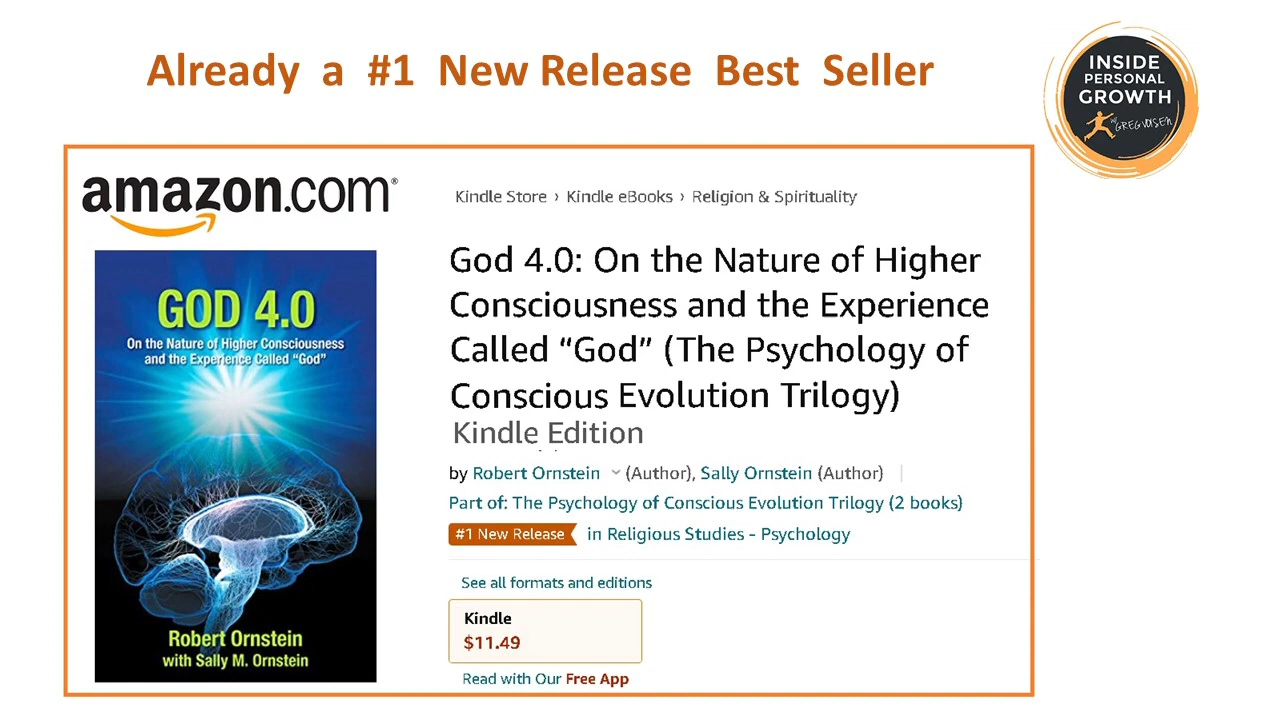 Already a #1 New Release Best Seller
INSIDE
PERSONAL
GROWTH
W/ GREG VOISEN
amazon.com®
Kindle Store › Kindle eBooks › Religion & Spirituality
GOD 4.0
On the Nature of Higher Consciousness
and the Experience Called “God”
Robert Ornstein
with Sally M. Ornstein
God 4.0: On the Nature of Higher
Consciousness and the Experience
Called “God” (The Psychology of
Conscious Evolution Trilogy)
Kindle Edition
by Robert Ornstein (Author), Sally Ornstein (Author)
Part of: The Psychology of Conscious Evolution Trilogy (2 books)
#1 New Release in Religious Studies - Psychology
See all formats and editions
Kindle
$11.49
Read with Our Free App